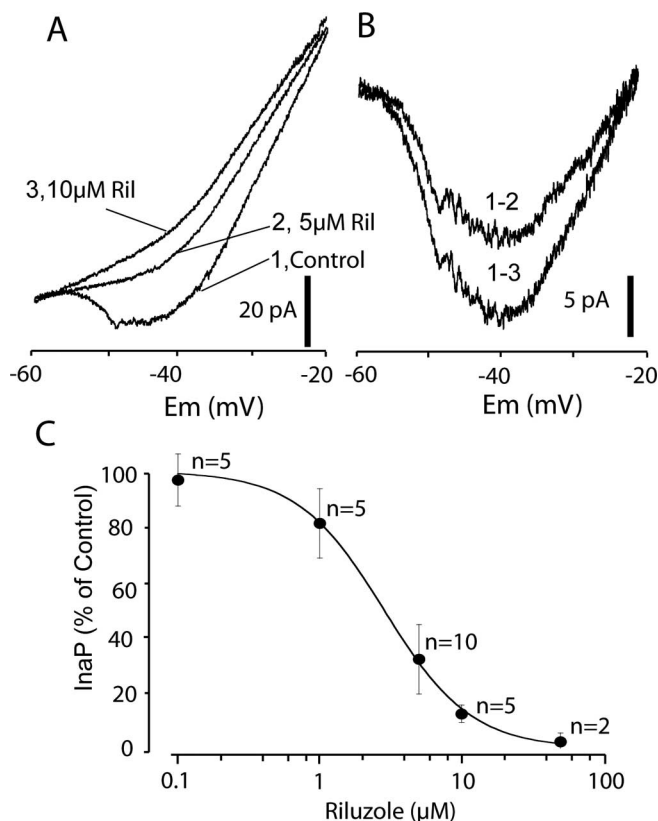 A
3,10µM Ril
2, 5µM Ril
1,Control
20 pA
-60
-40
-20
Em (mV)
B
1-2
1-3
5 pA
-60
-40
-20
Em (mV)
C
InaP (% of Control)
100
80
60
40
20
0
n=5
n=5
n=10
n=5
n=2
0.1
1
10
100
Riluzole (µM)